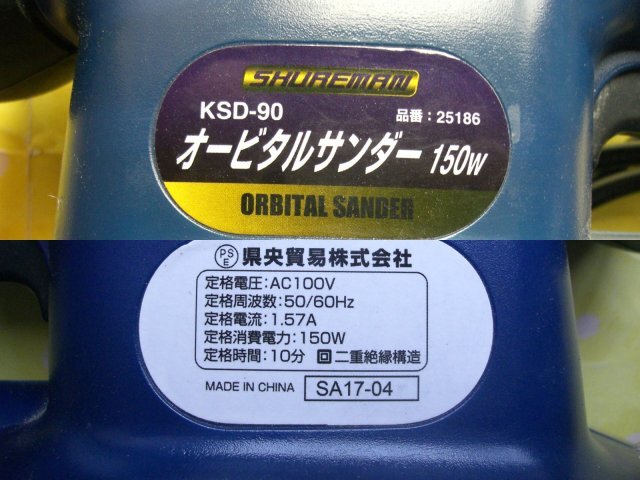 SHUREMAN
KSD-90 品番：25186
オービタルサンダー 150W
ORBITAL SANDER
PSE 県央貿易株式会社
定格電圧：AC100V
定格周波数：50/60Hz
定格電流：1.57A
定格消費電力：150W
定格時間：10分 回 二重絶縁構造
MADE IN CHINA SA17-04